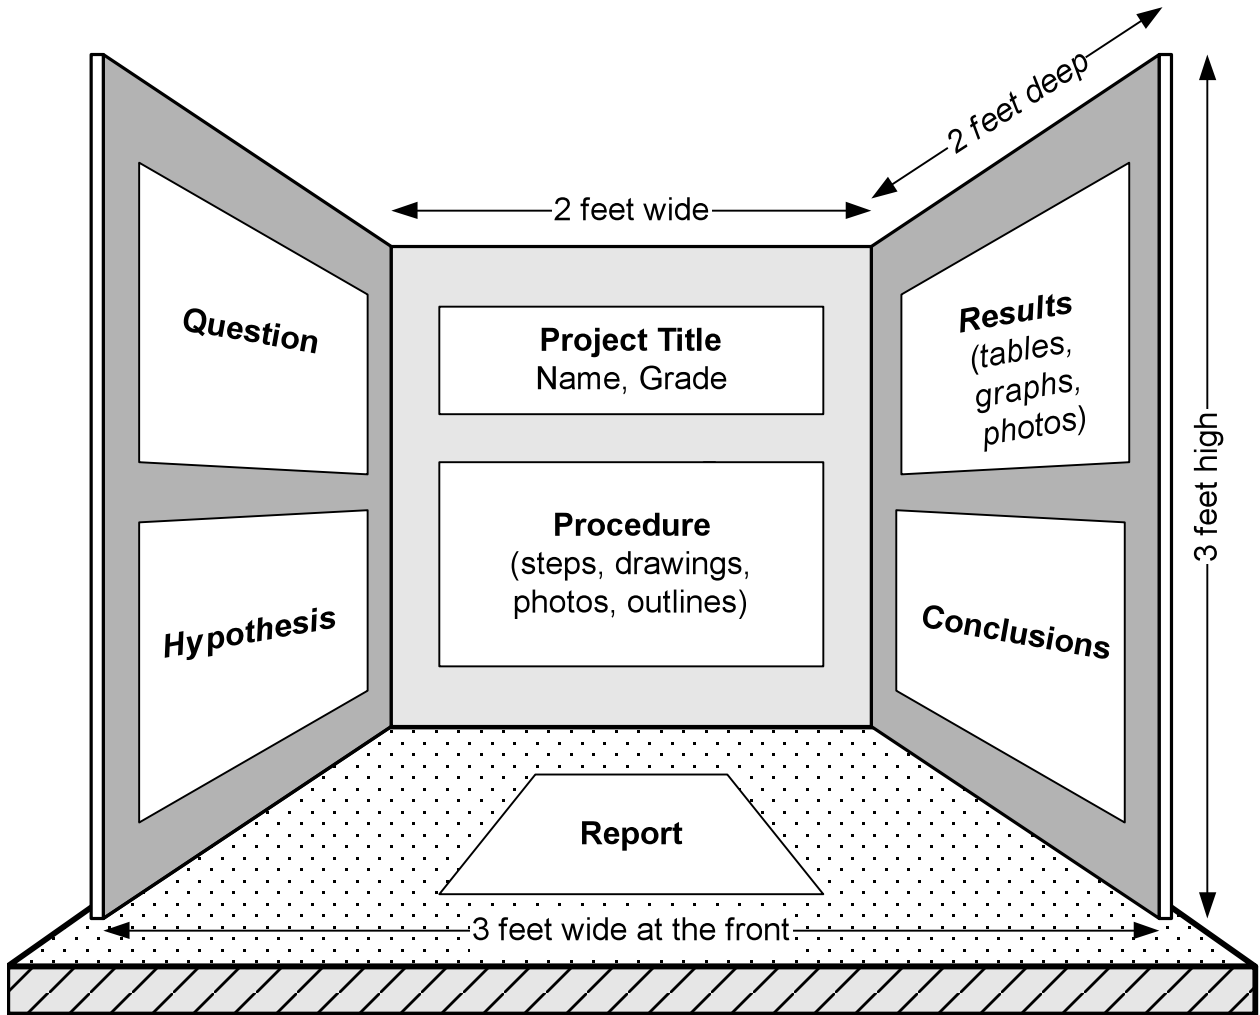 2 feet deep
2 feet wide
Question
Project Title
Name, Grade
Results
(tables,
graphs,
photos)
3 feet high
Hypothesis
Procedure
(steps, drawings,
photos, outlines)
Conclusions
Report
3 feet wide at the front